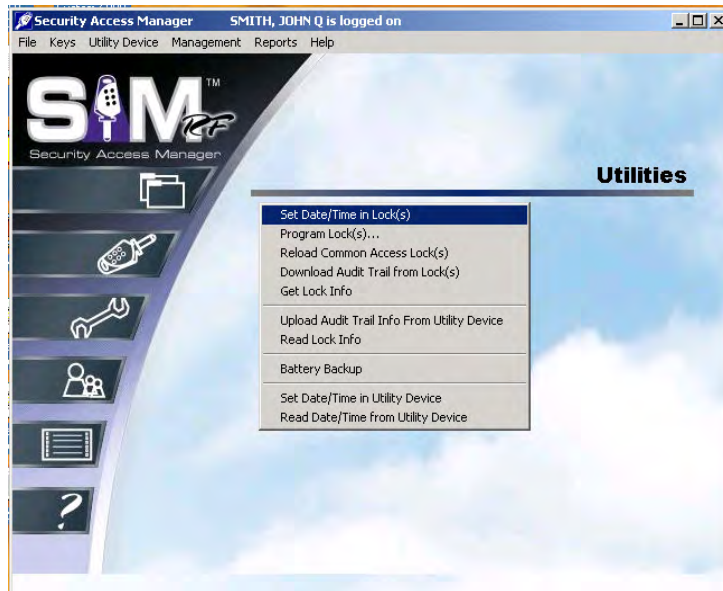 Security Access Manager SMITH, JOHN Q is logged on
File Keys Utility Device Management Reports Help
SAM TM
RF
Security Access Manager
Utilities
Set Date/Time in Lock(s)
Program Lock(s)...
Reload Common Access Lock(s)
Download Audit Trail from Lock(s)
Get Lock Info
Upload Audit Trail Info From Utility Device
Read Lock Info
Battery Backup
Set Date/Time in Utility Device
Read Date/Time from Utility Device
?